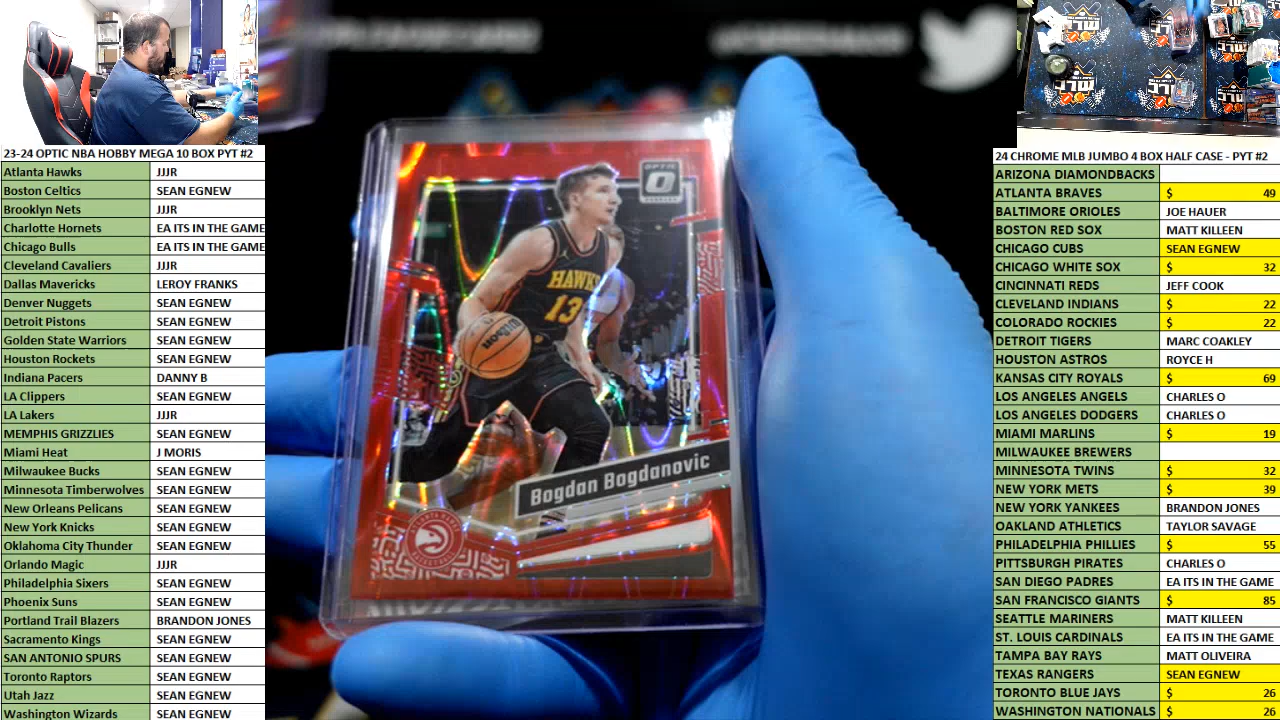 23-24 OPTIC NBA HOBBY MEGA 10 BOX PYT #2
Atlanta Hawks JJJR
Boston Celtics SEAN EGNEW
Brooklyn Nets JJJR
Charlotte Hornets EA ITS IN THE GAME
Chicago Bulls EA ITS IN THE GAME
Cleveland Cavaliers JJJR
Dallas Mavericks LEROY FRANKS
Denver Nuggets SEAN EGNEW
Detroit Pistons SEAN EGNEW
Golden State Warriors SEAN EGNEW
Houston Rockets SEAN EGNEW
Indiana Pacers DANNY B
LA Clippers SEAN EGNEW
LA Lakers JJJR
MEMPHIS GRIZZLIES SEAN EGNEW
Miami Heat J MORIS
Milwaukee Bucks SEAN EGNEW
Minnesota Timberwolves SEAN EGNEW
New Orleans Pelicans SEAN EGNEW
New York Knicks SEAN EGNEW
Oklahoma City Thunder SEAN EGNEW
Orlando Magic JJJR
Philadelphia Sixers SEAN EGNEW
Phoenix Suns SEAN EGNEW
Portland Trail Blazers BRANDON JONES
Sacramento Kings SEAN EGNEW
SAN ANTONIO SPURS SEAN EGNEW
Toronto Raptors SEAN EGNEW
Utah Jazz SEAN EGNEW
Washington Wizards SEAN EGNEW
OPTIC
HAWKS
13
Wilson
Bogdan Bogdanovic
24 CHROME MLB JUMBO 4 BOX HALF CASE - PYT #2
ARIZONA DIAMONDBACKS
ATLANTA BRAVES $ 49
BALTIMORE ORIOLES JOE HAUER
BOSTON RED SOX MATT KILLEEN
CHICAGO CUBS SEAN EGNEW
CHICAGO WHITE SOX $ 32
CINCINNATI REDS JEFF COOK
CLEVELAND INDIANS $ 22
COLORADO ROCKIES $ 22
DETROIT TIGERS MARC COAKLEY
HOUSTON ASTROS ROYCE H
KANSAS CITY ROYALS $ 69
LOS ANGELES ANGELS CHARLES O
LOS ANGELES DODGERS CHARLES O
MIAMI MARLINS $ 19
MILWAUKEE BREWERS
MINNESOTA TWINS $ 32
NEW YORK METS $ 39
NEW YORK YANKEES BRANDON JONES
OAKLAND ATHLETICS TAYLOR SAVAGE
PHILADELPHIA PHILLIES $ 55
PITTSBURGH PIRATES CHARLES O
SAN DIEGO PADRES EA ITS IN THE GAME
SAN FRANCISCO GIANTS $ 85
SEATTLE MARINERS MATT KILLEEN
ST. LOUIS CARDINALS EA ITS IN THE GAME
TAMPA BAY RAYS MATT OLIVEIRA
TEXAS RANGERS SEAN EGNEW
TORONTO BLUE JAYS $ 26
WASHINGTON NATIONALS $ 26